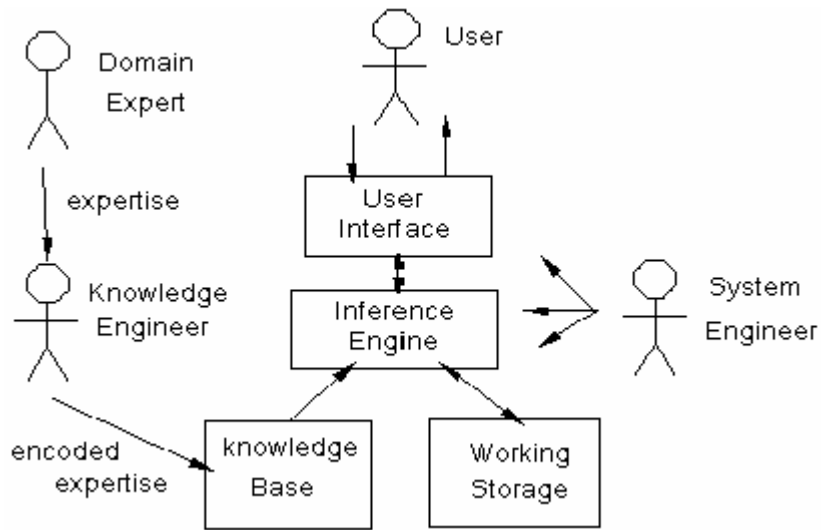 Domain
Expert
User
expertise
User
Interface
Knowledge
Engineer
Inference
Engine
System
Engineer
encoded
expertise
knowledge
Base
Working
Storage